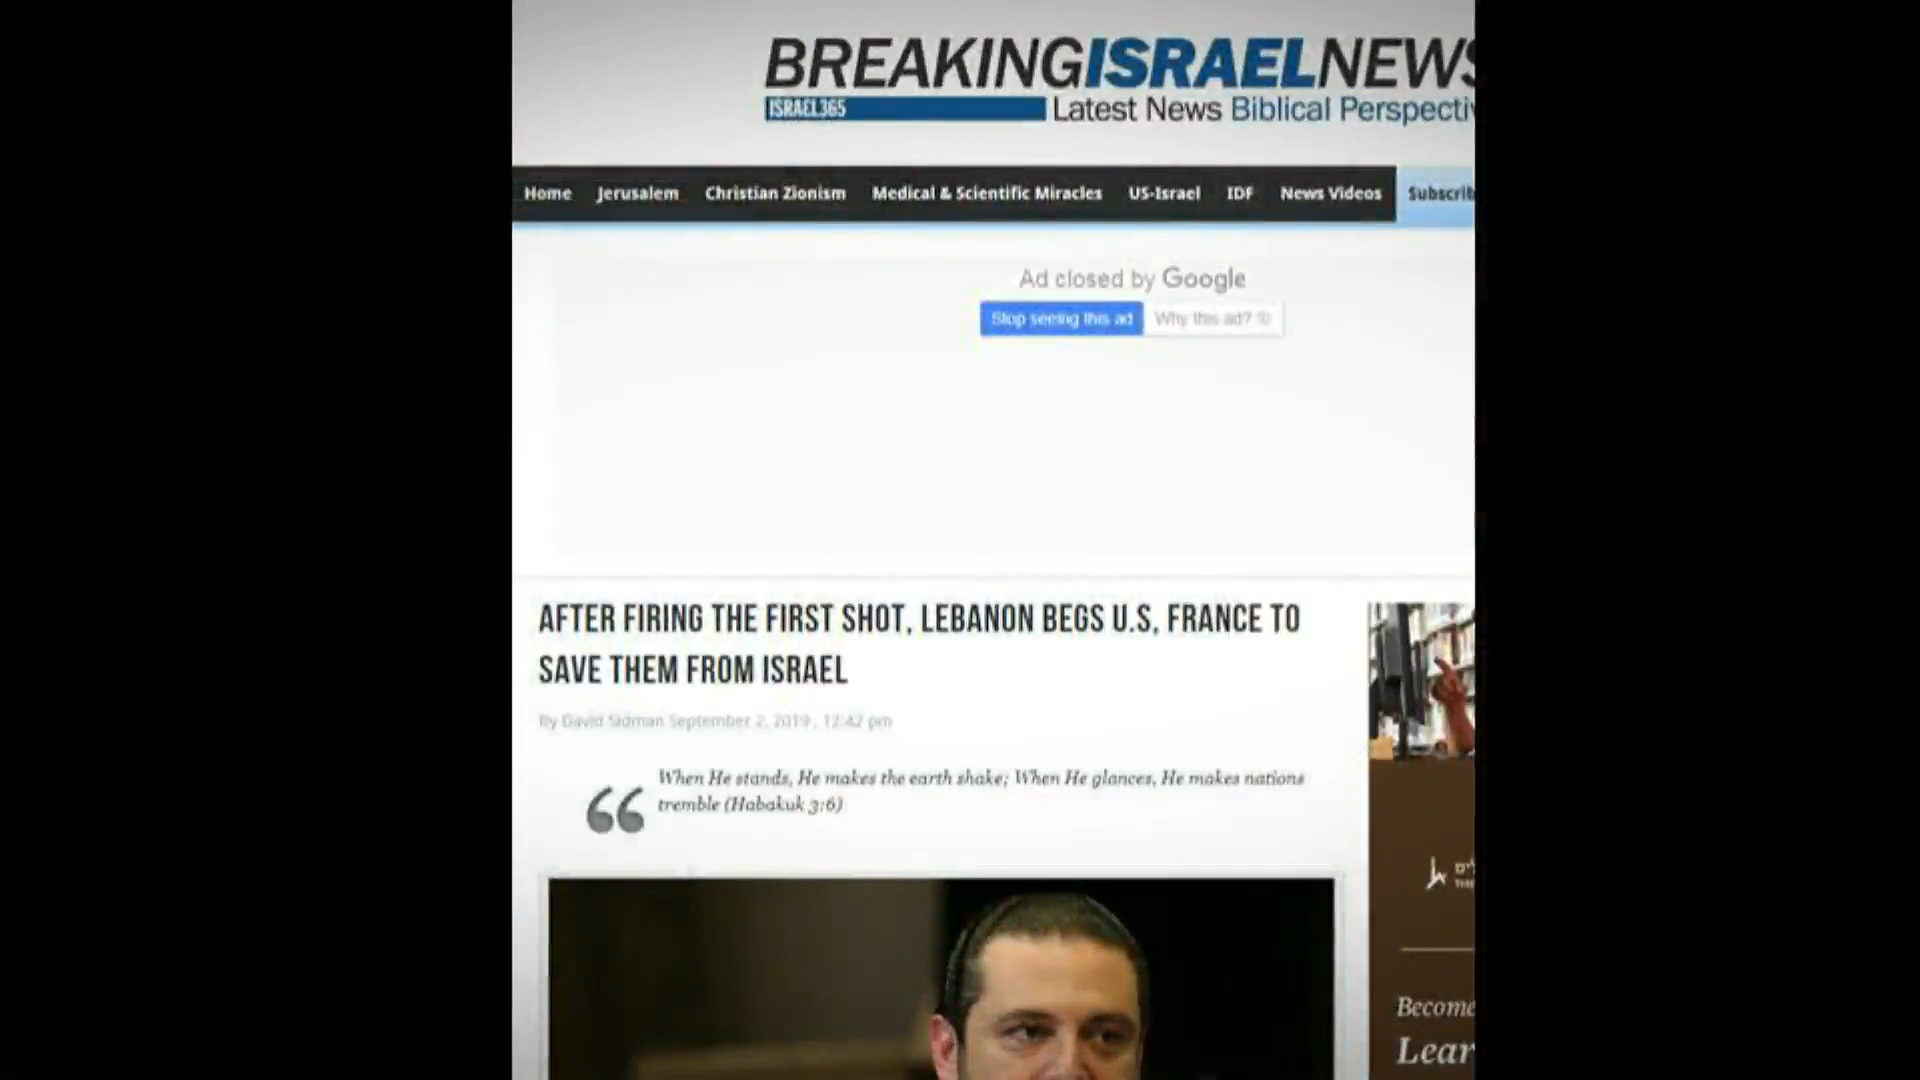 BREAKINGISRAELNEWS
ISRAEL365
Latest News Biblical Perspectiv
Home Jerusalem Christian Zionism Medical & Scientific Miracles US-Israel IDF News Videos Subscrib
Ad closed by Google
Stop seeing this ad Why this ad?
AFTER FIRING THE FIRST SHOT, LEBANON BEGS U.S, FRANCE TO
SAVE THEM FROM ISRAEL
By David Sidman September 2, 2019 , 12:42 pm
When He stands, He makes the earth shake; When He glances, He makes nations
tremble (Habakuk 3:6)
Become
Lear